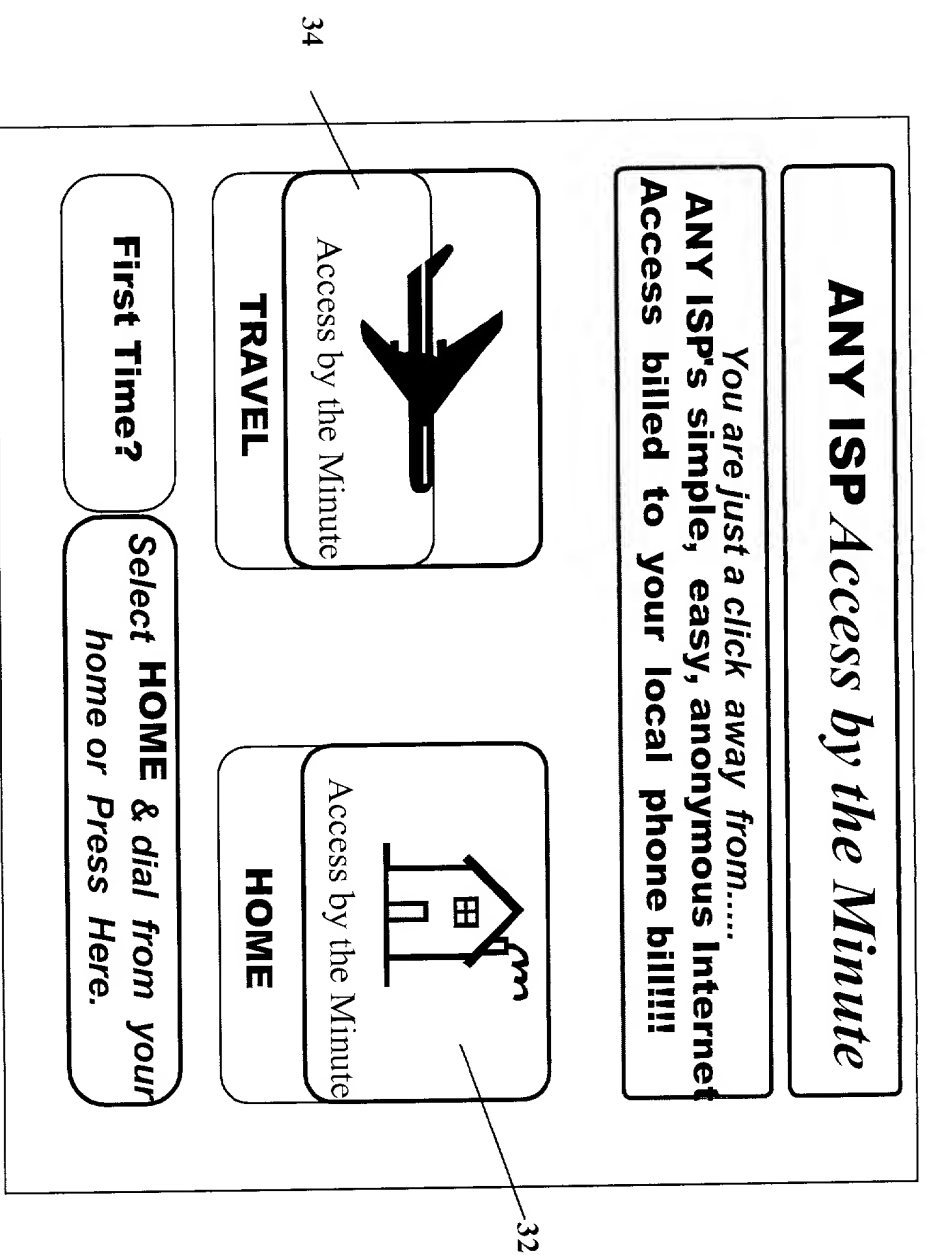 ANY ISP Access by the Minute
You are just a click away from.....
ANY ISP's simple, easy, anonymous Internet
Access billed to your local phone bill!!!!
34
Access by the Minute
TRAVEL
32
Access by the Minute
HOME
First Time?
Select HOME & dial from your
home or Press Here.